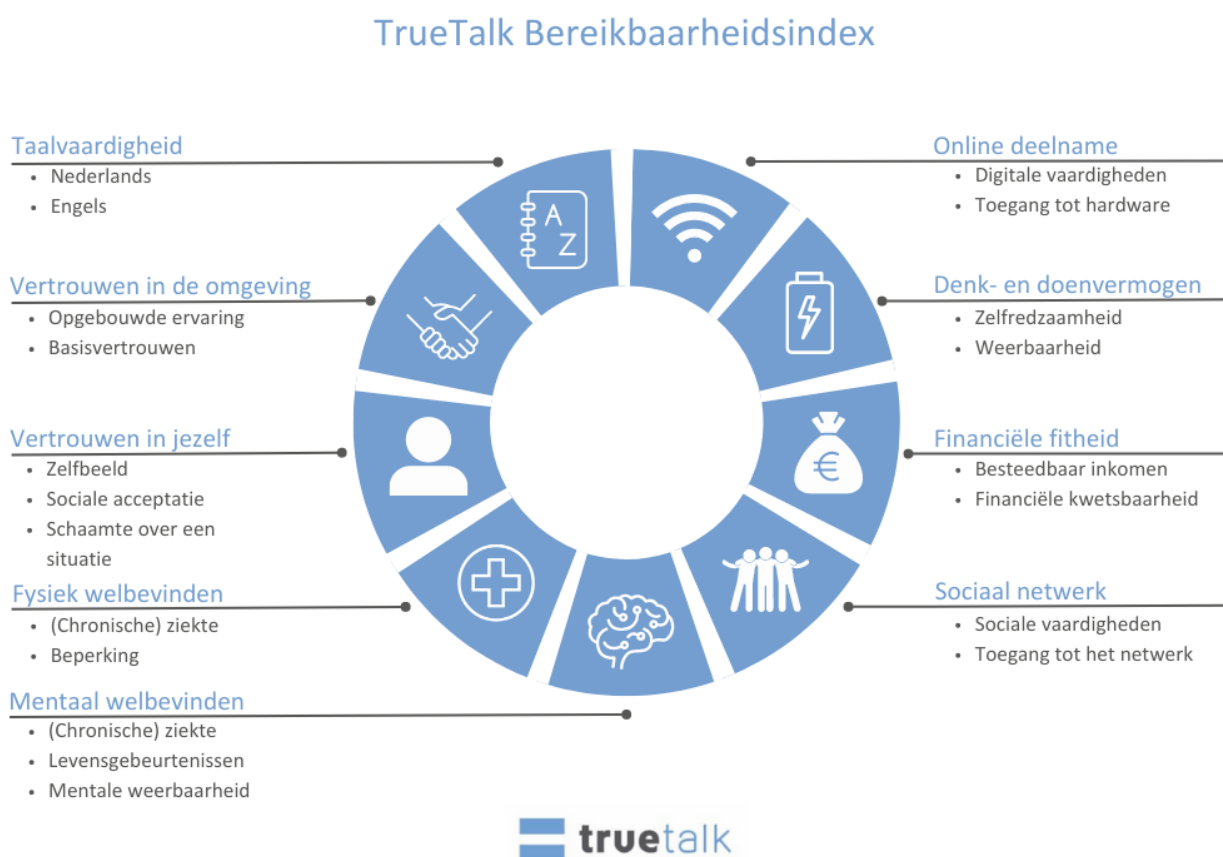 TrueTalk Bereikbaarheidsindex
Taalvaardigheid
• Nederlands
• Engels
Vertrouwen in de omgeving
• Opgebouwde ervaring
• Basisvertrouwen
Vertrouwen in jezelf
• Zelfbeeld
• Sociale acceptatie
• Schaamte over een
situatie
Fysiek welbevinden
• (Chronische) ziekte
• Beperking
Mentaal welbevinden
• (Chronische) ziekte
• Levensgebeurtenissen
• Mentale weerbaarheid
Online deelname
• Digitale vaardigheden
• Toegang tot hardware
Denk- en doenvermogen
• Zelfredzaamheid
• Weerbaarheid
Financiële fitheid
• Besteedbaar inkomen
• Financiële kwetsbaarheid
Sociaal netwerk
• Sociale vaardigheden
• Toegang tot het netwerk
A
Z
€
truetalk